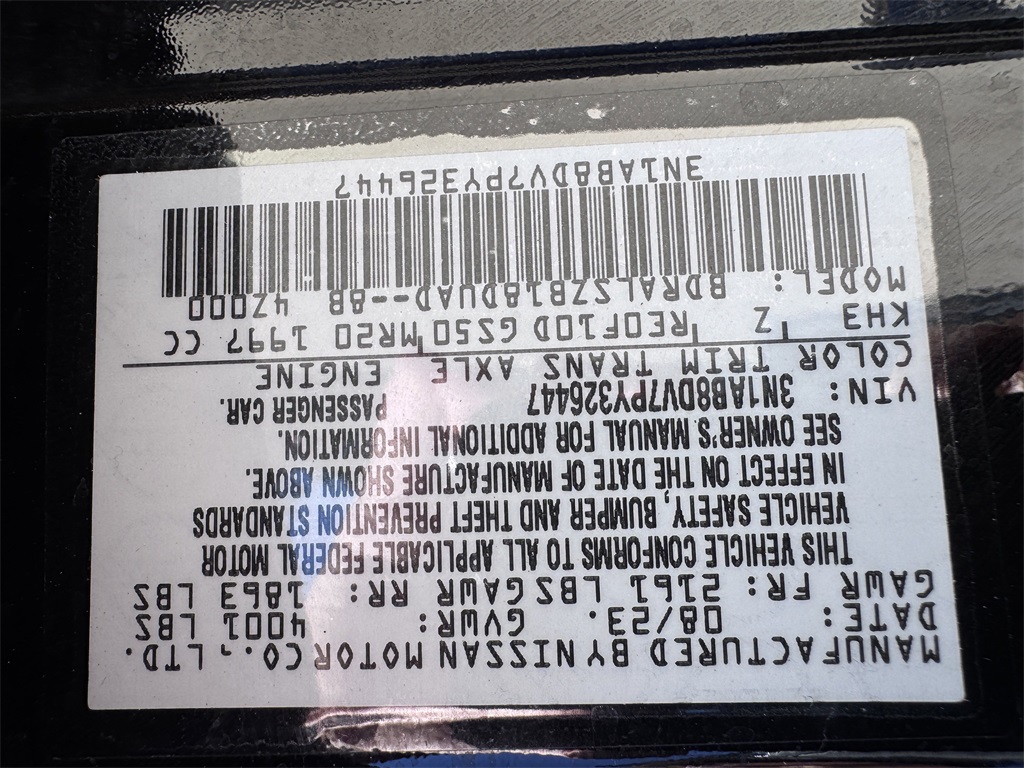 MANUFACTURED BY NISSAN MOTOR CO., LTD.
DATE: 08/23. GVWR: 4001 LBS
GAWR FR: 2161 LBS GAWR RR: 1863 LBS
THIS VEHICLE CONFORMS TO ALL APPLICABLE FEDERAL MOTOR
VEHICLE SAFETY, BUMPER AND THEFT PREVENTION STANDARDS
IN EFFECT ON THE DATE OF MANUFACTURE SHOWN ABOVE.
SEE OWNER'S MANUAL FOR ADDITIONAL INFORMATION.
VIN: 3N1AB8DV7PY326447 PASSENGER CAR.
COLOR TRIM TRANS AXLE ENGINE
KH3 Z RE0F10D GS50 MR20 1997 CC
MODEL: BDRALSZB18DUAD--8B 4Z000
3N1AB8DV7PY326447